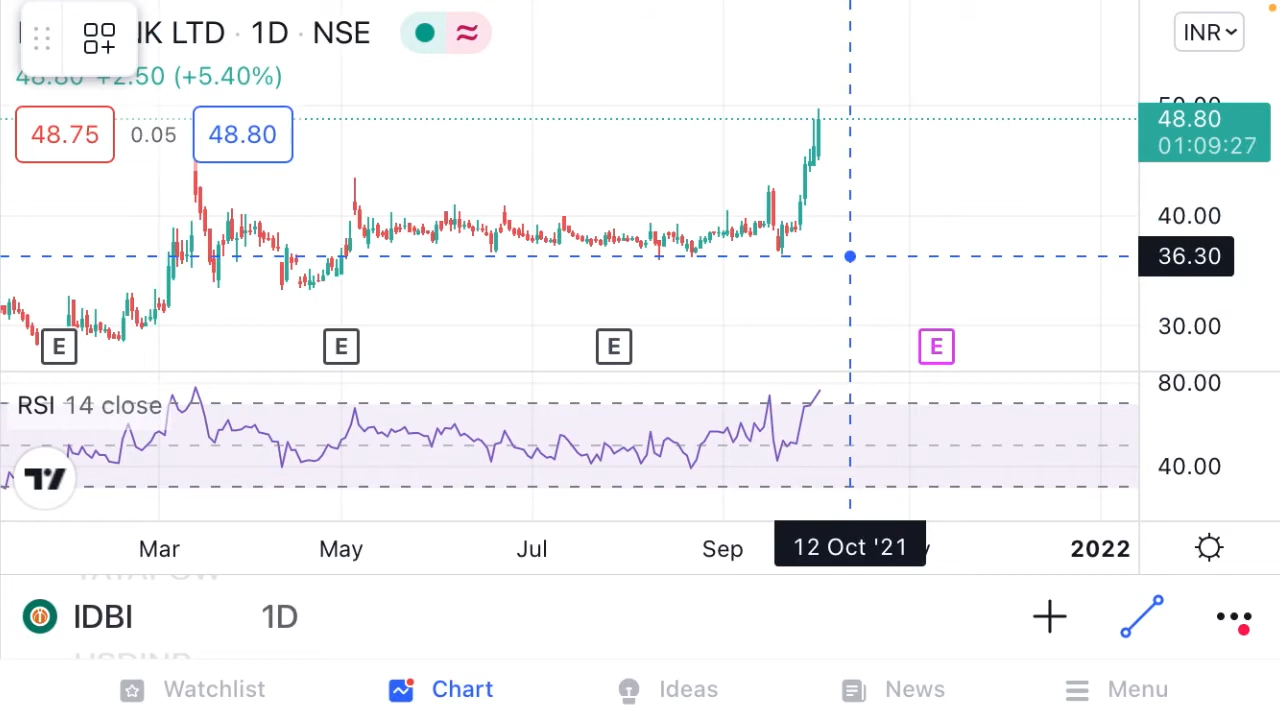 NK LTD · 1D · NSE
INR
48.80 +2.50 (+5.40%)
50.00
48.75 0.05 48.80
48.80
01:09:27
40.00
36.30
30.00
E E E E
80.00
RSI 14 close
40.00
Mar May Jul Sep 12 Oct '21 2022
IDBI 1D
Watchlist Chart Ideas News Menu